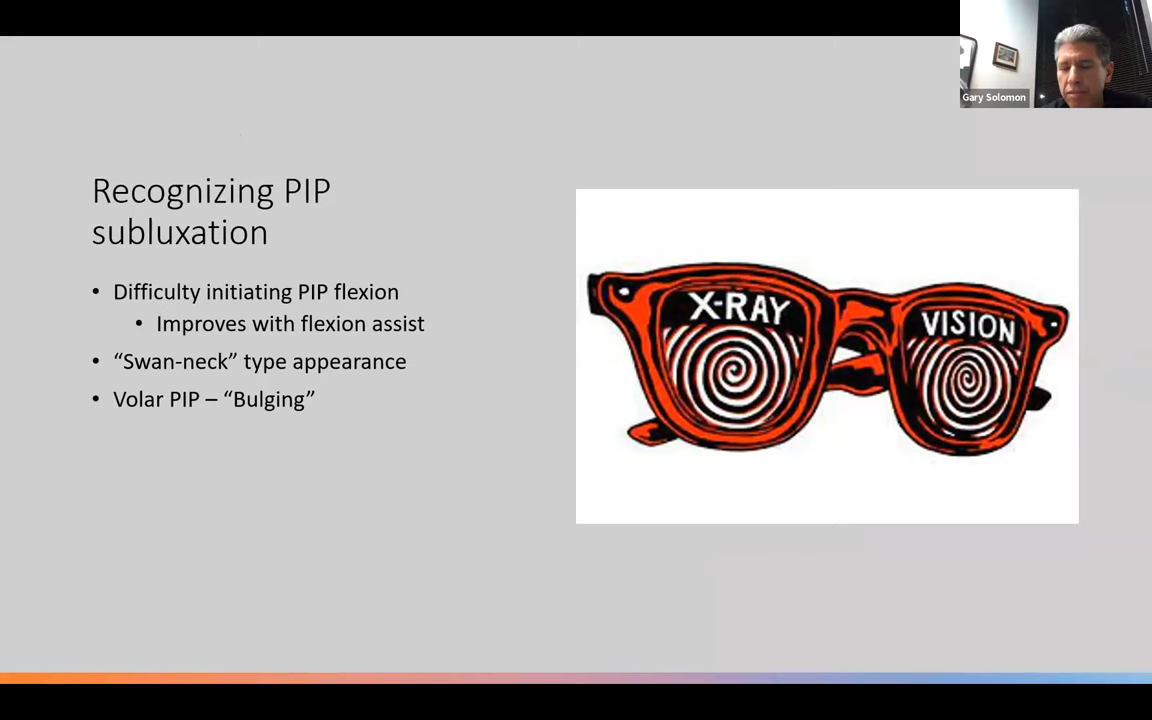 Gary Solomon
Recognizing PIP
subluxation
• Difficulty initiating PIP flexion
• Improves with flexion assist
• “Swan-neck” type appearance
• Volar PIP – “Bulging”
X-RAY
VISION